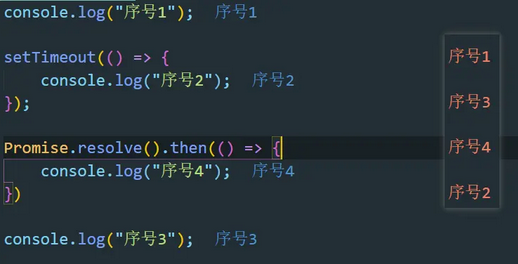 console.log("序号1");  序号1
setTimeout(() => {
    console.log("序号2");  序号2
});
Promise.resolve().then(() => {
    console.log("序号4");  序号4
})
console.log("序号3");  序号3
序号1
序号3
序号4
序号2